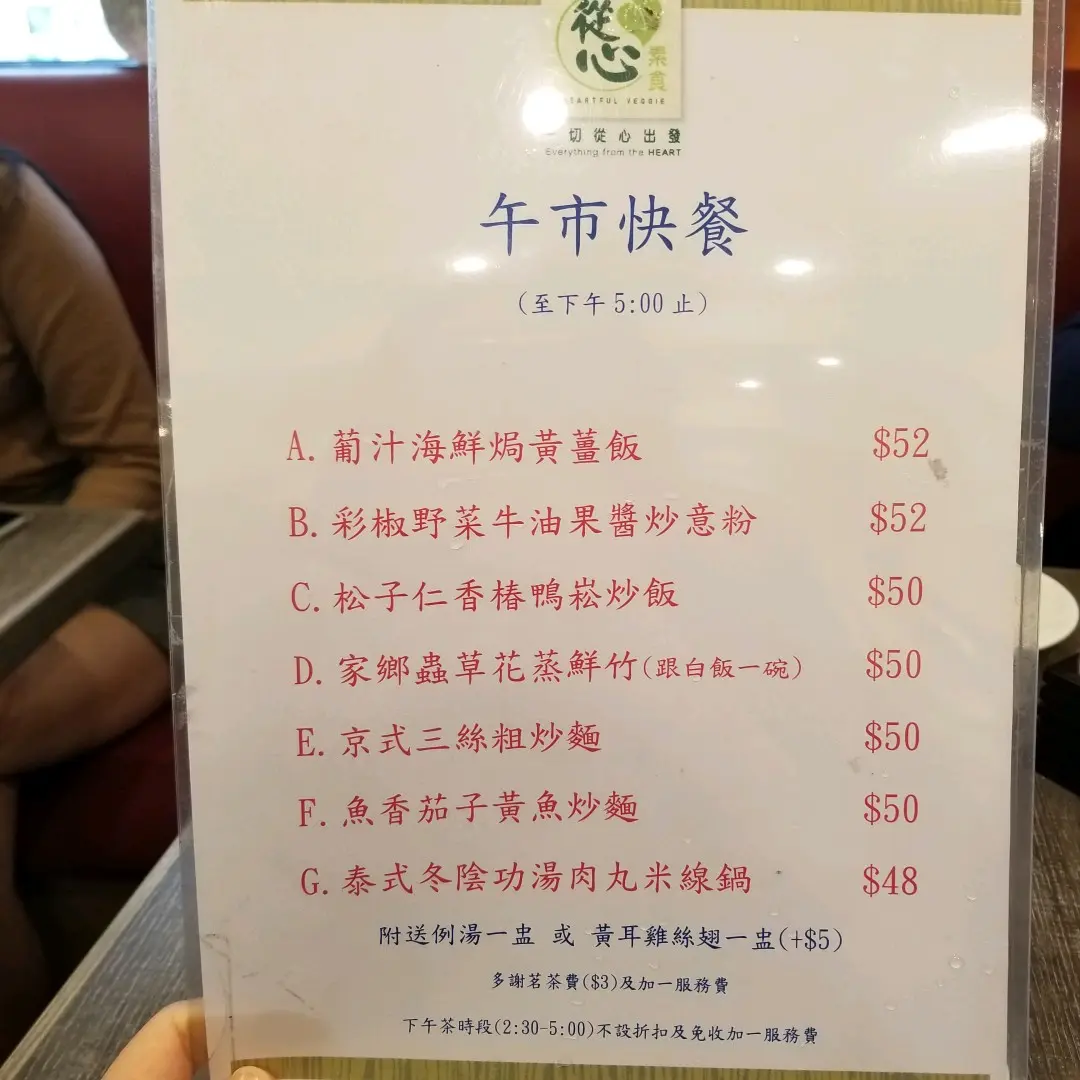 從心
素食
HEARTFUL VEGGIE
一切從心出發
Everything from the HEART
午市快餐
(至下午 5:00 止)
A. 葡汁海鮮焗黃薑飯 $52
B. 彩椒野菜牛油果醬炒意粉 $52
C. 松子仁香椿鴨崧炒飯 $50
D. 家鄉蟲草花蒸鮮竹(跟白飯一碗) $50
E. 京式三絲粗炒麵 $50
F. 魚香茄子黃魚炒麵 $50
G. 泰式冬陰功湯肉丸米線鍋 $48
附送例湯一盅 或 黃耳雞絲翅一盅(+$5)
多謝茗茶費($3)及加一服務費
下午茶時段(2:30-5:00)不設折扣及免收加一服務費